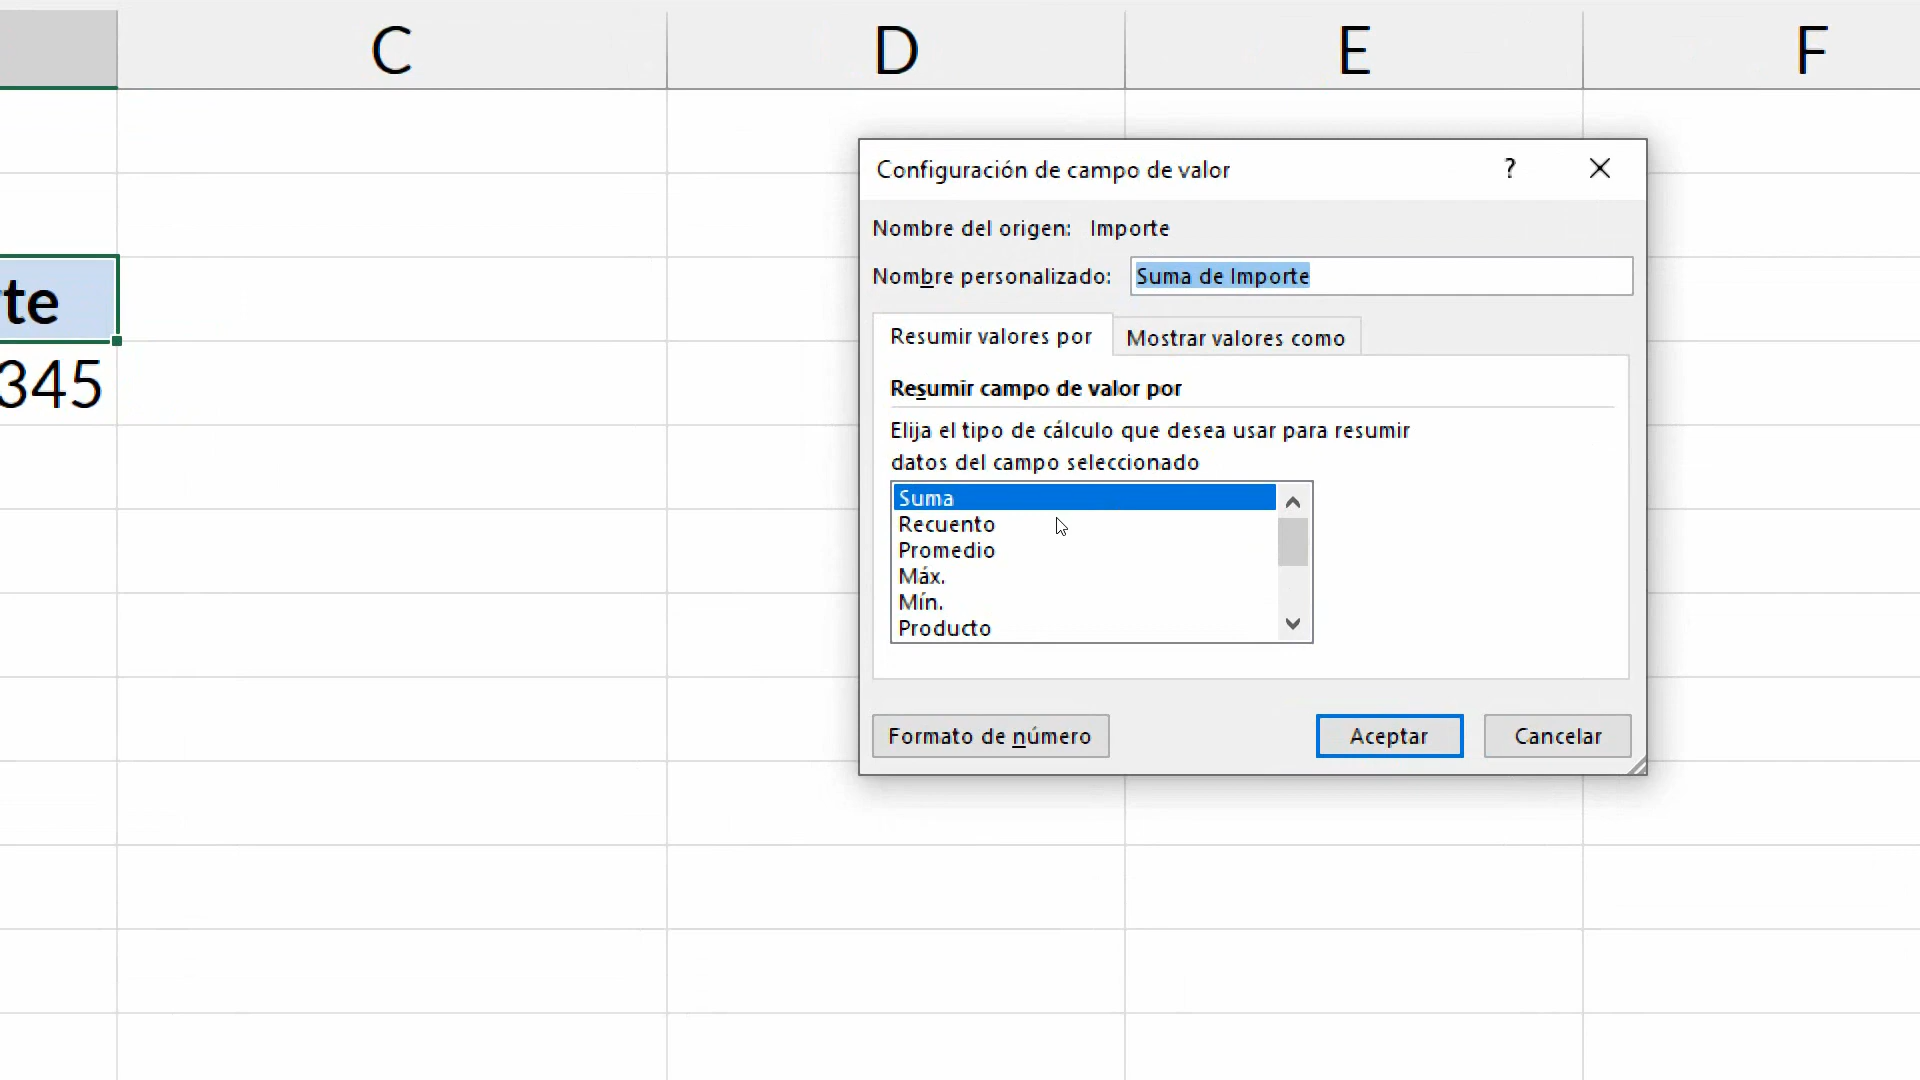 C D E F
Configuración de campo de valor ?
Nombre del origen: Importe
Nombre personalizado: Suma de Importe
te
Resumir valores por Mostrar valores como
345
Resumir campo de valor por
Elija el tipo de cálculo que desea usar para resumir
datos del campo seleccionado
Suma
Recuento
Promedio
Máx.
Mín.
Producto
Formato de número Aceptar Cancelar